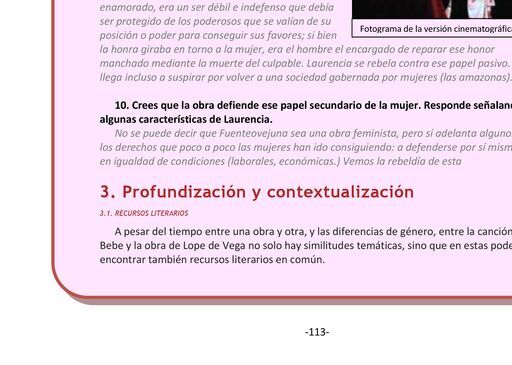 enamorado, era un ser débil e indefenso que debía
ser protegido de los poderosos que se valían de su
posición o poder para conseguir sus favores; si bien
Fotograma de la versión cinematográfica
la honra giraba en torno a la mujer, era el hombre el encargado de reparar ese honor
manchado mediante la muerte del culpable. Laurencia se rebela contra ese papel pasivo.
llega incluso a suspirar por volver a una sociedad gobernada por mujeres (las amazonas).
10. Crees que la obra defiende ese papel secundario de la mujer. Responde señalan
algunas características de Laurencia.
No se puede decir que Fuenteovejuna sea una obra feminista, pero sí adelanta alguno
los derechos que poco a poco las mujeres han ido consiguiendo: a defenderse por sí mism
en igualdad de condiciones (laborales, económicas.) Vemos la rebeldía de esta
3. Profundización y contextualización
3.1. RECURSOS LITERARIOS
A pesar del tiempo entre una obra y otra, y las diferencias de género, entre la canción
Bebe y la obra de Lope de Vega no solo hay similitudes temáticas, sino que en estas pode
encontrar también recursos literarios en común.
-113-